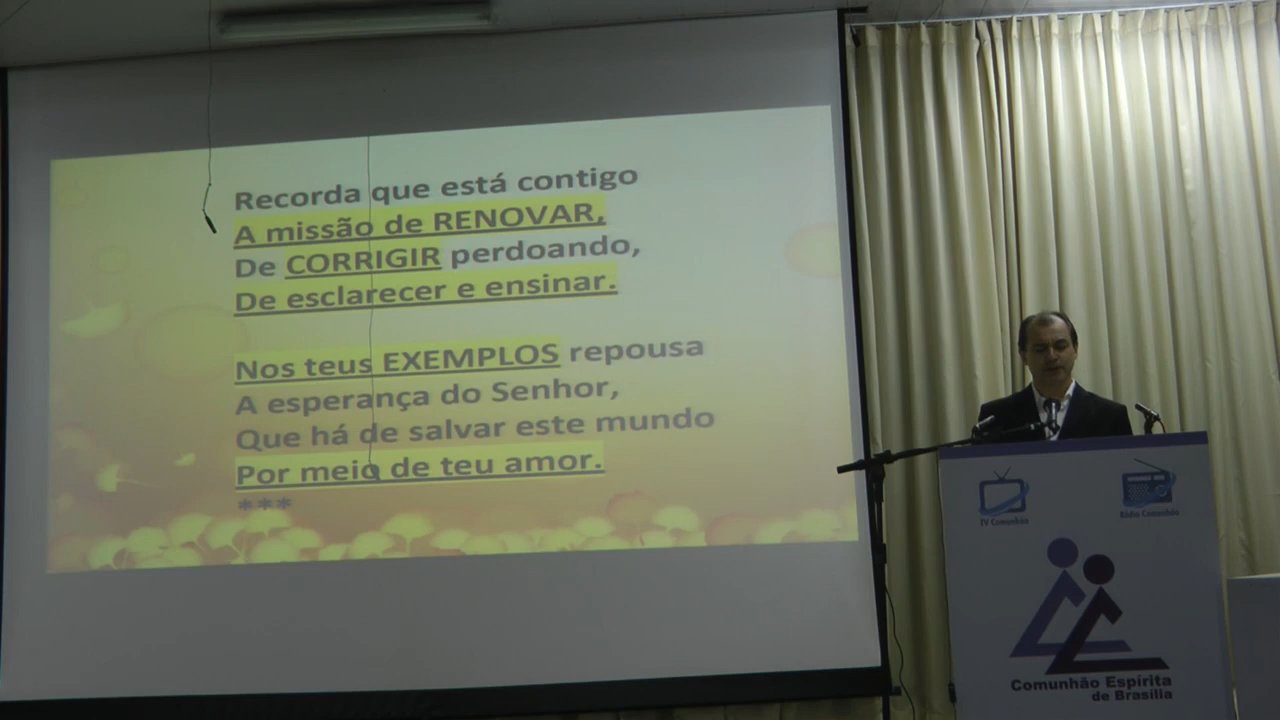 Recorda que está contigo
A missão de RENOVAR,
De CORRIGIR perdoando,
De esclarecer e ensinar.
Nos teus EXEMPLOS repousa
A esperança do Senhor,
Que há de salvar este mundo
Por meio de teu amor.
***
TV Comunhão
Rádio Comunhão
Comunhão Espírita
de Brasília